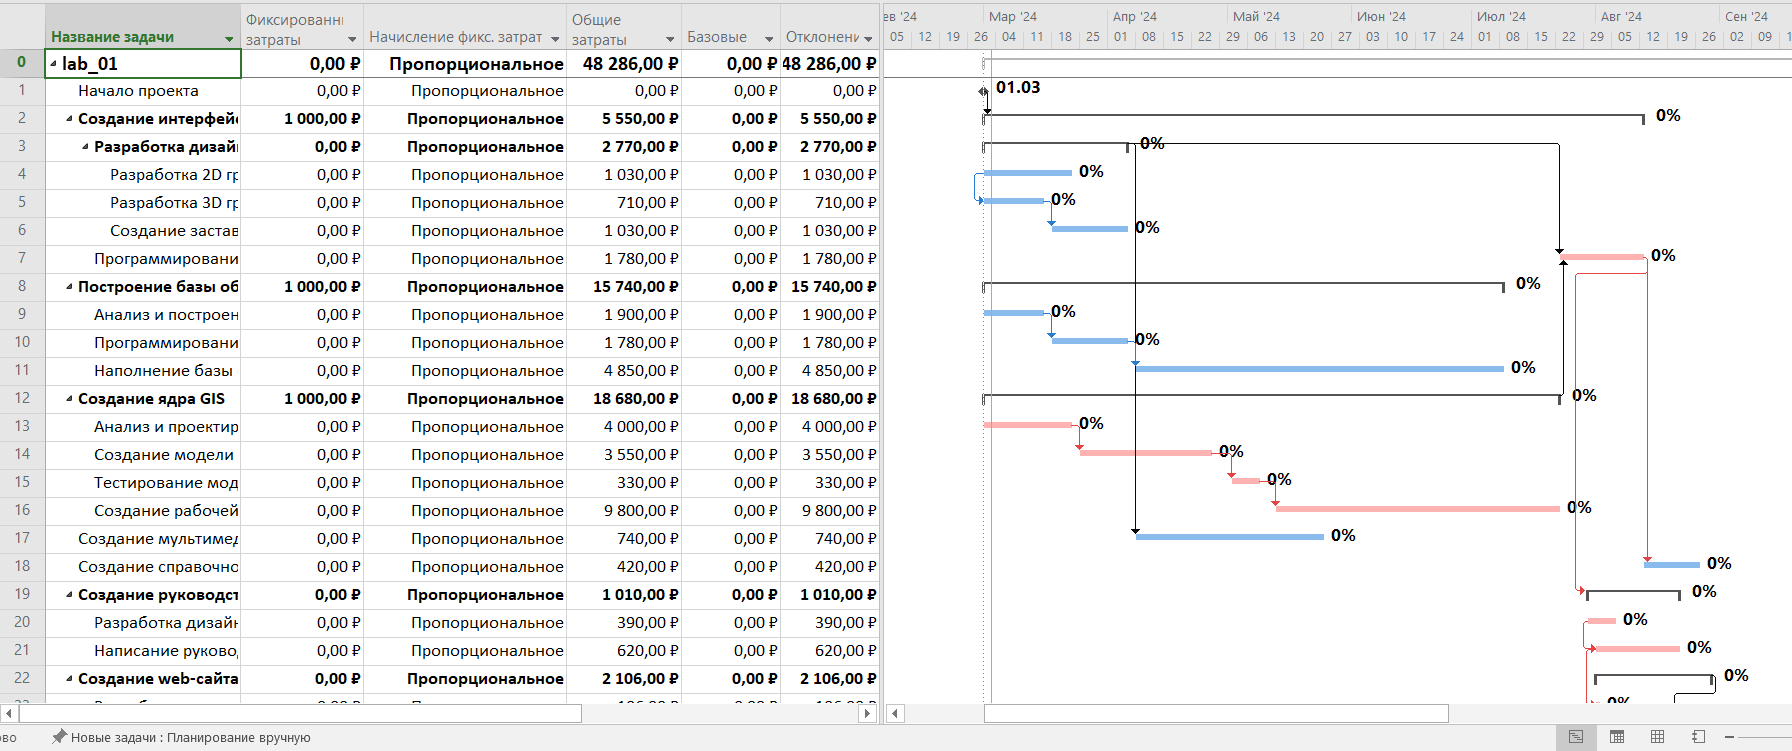 Название задачи Фиксированн затраты Начисление фикс. затрат Общие затраты Базовые Отклонени
ев '24 Мар '24 Апр '24 Май '24 Июн '24 Июл '24 Авг '24 Сен '24
05 12 19 26 04 11 18 25 01 08 15 22 29 06 13 20 27 03 10 17 24 01 08 15 22 29 05 12 19 26 02 09 1
0 lab_01 0,00 ₽ Пропорциональное 48 286,00 ₽ 0,00 ₽ 48 286,00 ₽
1 Начало проекта 0,00 ₽ Пропорциональное 0,00 ₽ 0,00 ₽ 0,00 ₽ 01.03
2 Создание интерфей 1 000,00 ₽ Пропорциональное 5 550,00 ₽ 0,00 ₽ 5 550,00 ₽ 0%
3 Разработка дизай 0,00 ₽ Пропорциональное 2 770,00 ₽ 0,00 ₽ 2 770,00 ₽ 0%
4 Разработка 2D гр 0,00 ₽ Пропорциональное 1 030,00 ₽ 0,00 ₽ 1 030,00 ₽ 0%
5 Разработка 3D гр 0,00 ₽ Пропорциональное 710,00 ₽ 0,00 ₽ 710,00 ₽ 0%
6 Создание застав 0,00 ₽ Пропорциональное 1 030,00 ₽ 0,00 ₽ 1 030,00 ₽ 0%
7 Программировани 0,00 ₽ Пропорциональное 1 780,00 ₽ 0,00 ₽ 1 780,00 ₽ 0%
8 Построение базы об 1 000,00 ₽ Пропорциональное 15 740,00 ₽ 0,00 ₽ 15 740,00 ₽ 0%
9 Анализ и построен 0,00 ₽ Пропорциональное 1 900,00 ₽ 0,00 ₽ 1 900,00 ₽ 0%
10 Программировани 0,00 ₽ Пропорциональное 1 780,00 ₽ 0,00 ₽ 1 780,00 ₽ 0%
11 Наполнение базы 0,00 ₽ Пропорциональное 4 850,00 ₽ 0,00 ₽ 4 850,00 ₽ 0%
12 Создание ядра GIS 1 000,00 ₽ Пропорциональное 18 680,00 ₽ 0,00 ₽ 18 680,00 ₽ 0%
13 Анализ и проектир 0,00 ₽ Пропорциональное 4 000,00 ₽ 0,00 ₽ 4 000,00 ₽ 0%
14 Создание модели 0,00 ₽ Пропорциональное 3 550,00 ₽ 0,00 ₽ 3 550,00 ₽ 0%
15 Тестирование мод 0,00 ₽ Пропорциональное 330,00 ₽ 0,00 ₽ 330,00 ₽ 0%
16 Создание рабочей 0,00 ₽ Пропорциональное 9 800,00 ₽ 0,00 ₽ 9 800,00 ₽ 0%
17 Создание мультимед 0,00 ₽ Пропорциональное 740,00 ₽ 0,00 ₽ 740,00 ₽ 0%
18 Создание справочно 0,00 ₽ Пропорциональное 420,00 ₽ 0,00 ₽ 420,00 ₽ 0%
19 Создание руководст 0,00 ₽ Пропорциональное 1 010,00 ₽ 0,00 ₽ 1 010,00 ₽ 0%
20 Разработка дизайн 0,00 ₽ Пропорциональное 390,00 ₽ 0,00 ₽ 390,00 ₽ 0%
21 Написание руково 0,00 ₽ Пропорциональное 620,00 ₽ 0,00 ₽ 620,00 ₽ 0%
22 Создание web-сайта 0,00 ₽ Пропорциональное 2 106,00 ₽ 0,00 ₽ 2 106,00 ₽ 0%
ово Новые задачи : Планирование вручную